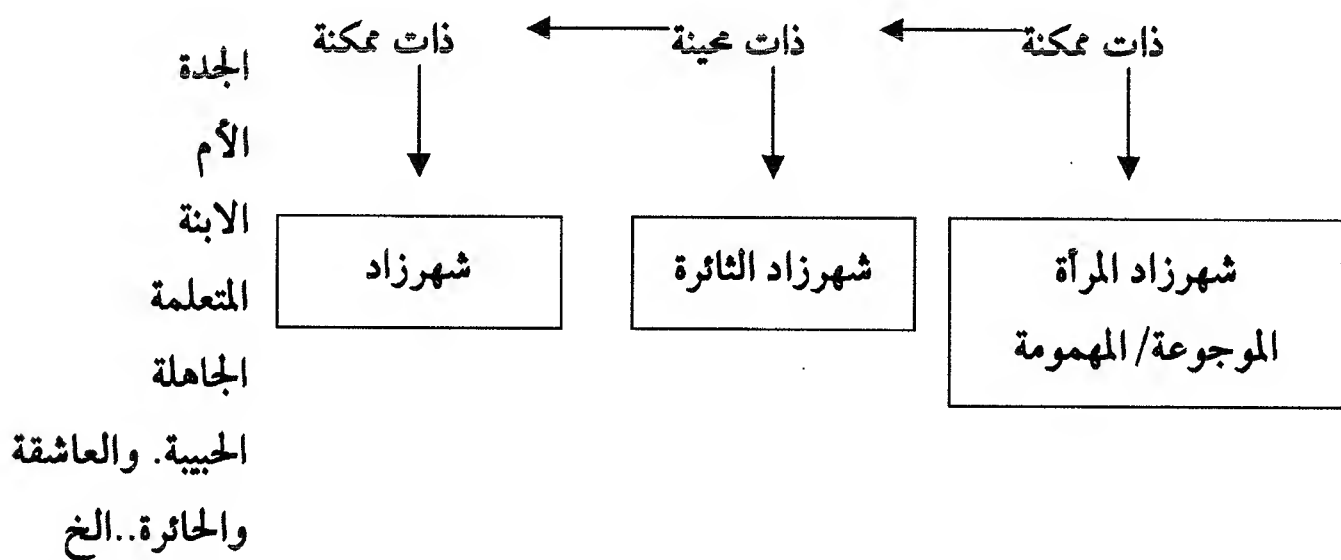 ذات ممكنة
ذات محينة
ذات ممكنة
شهرزاد المرأة
الموجوعة/ المهمومة
شهرزاد الثائرة
شهرزاد
الجدة
الأم
الابنة
المتعلمة
الجاهلة
الحبيبة. والعاشقة
والحائرة..الخ